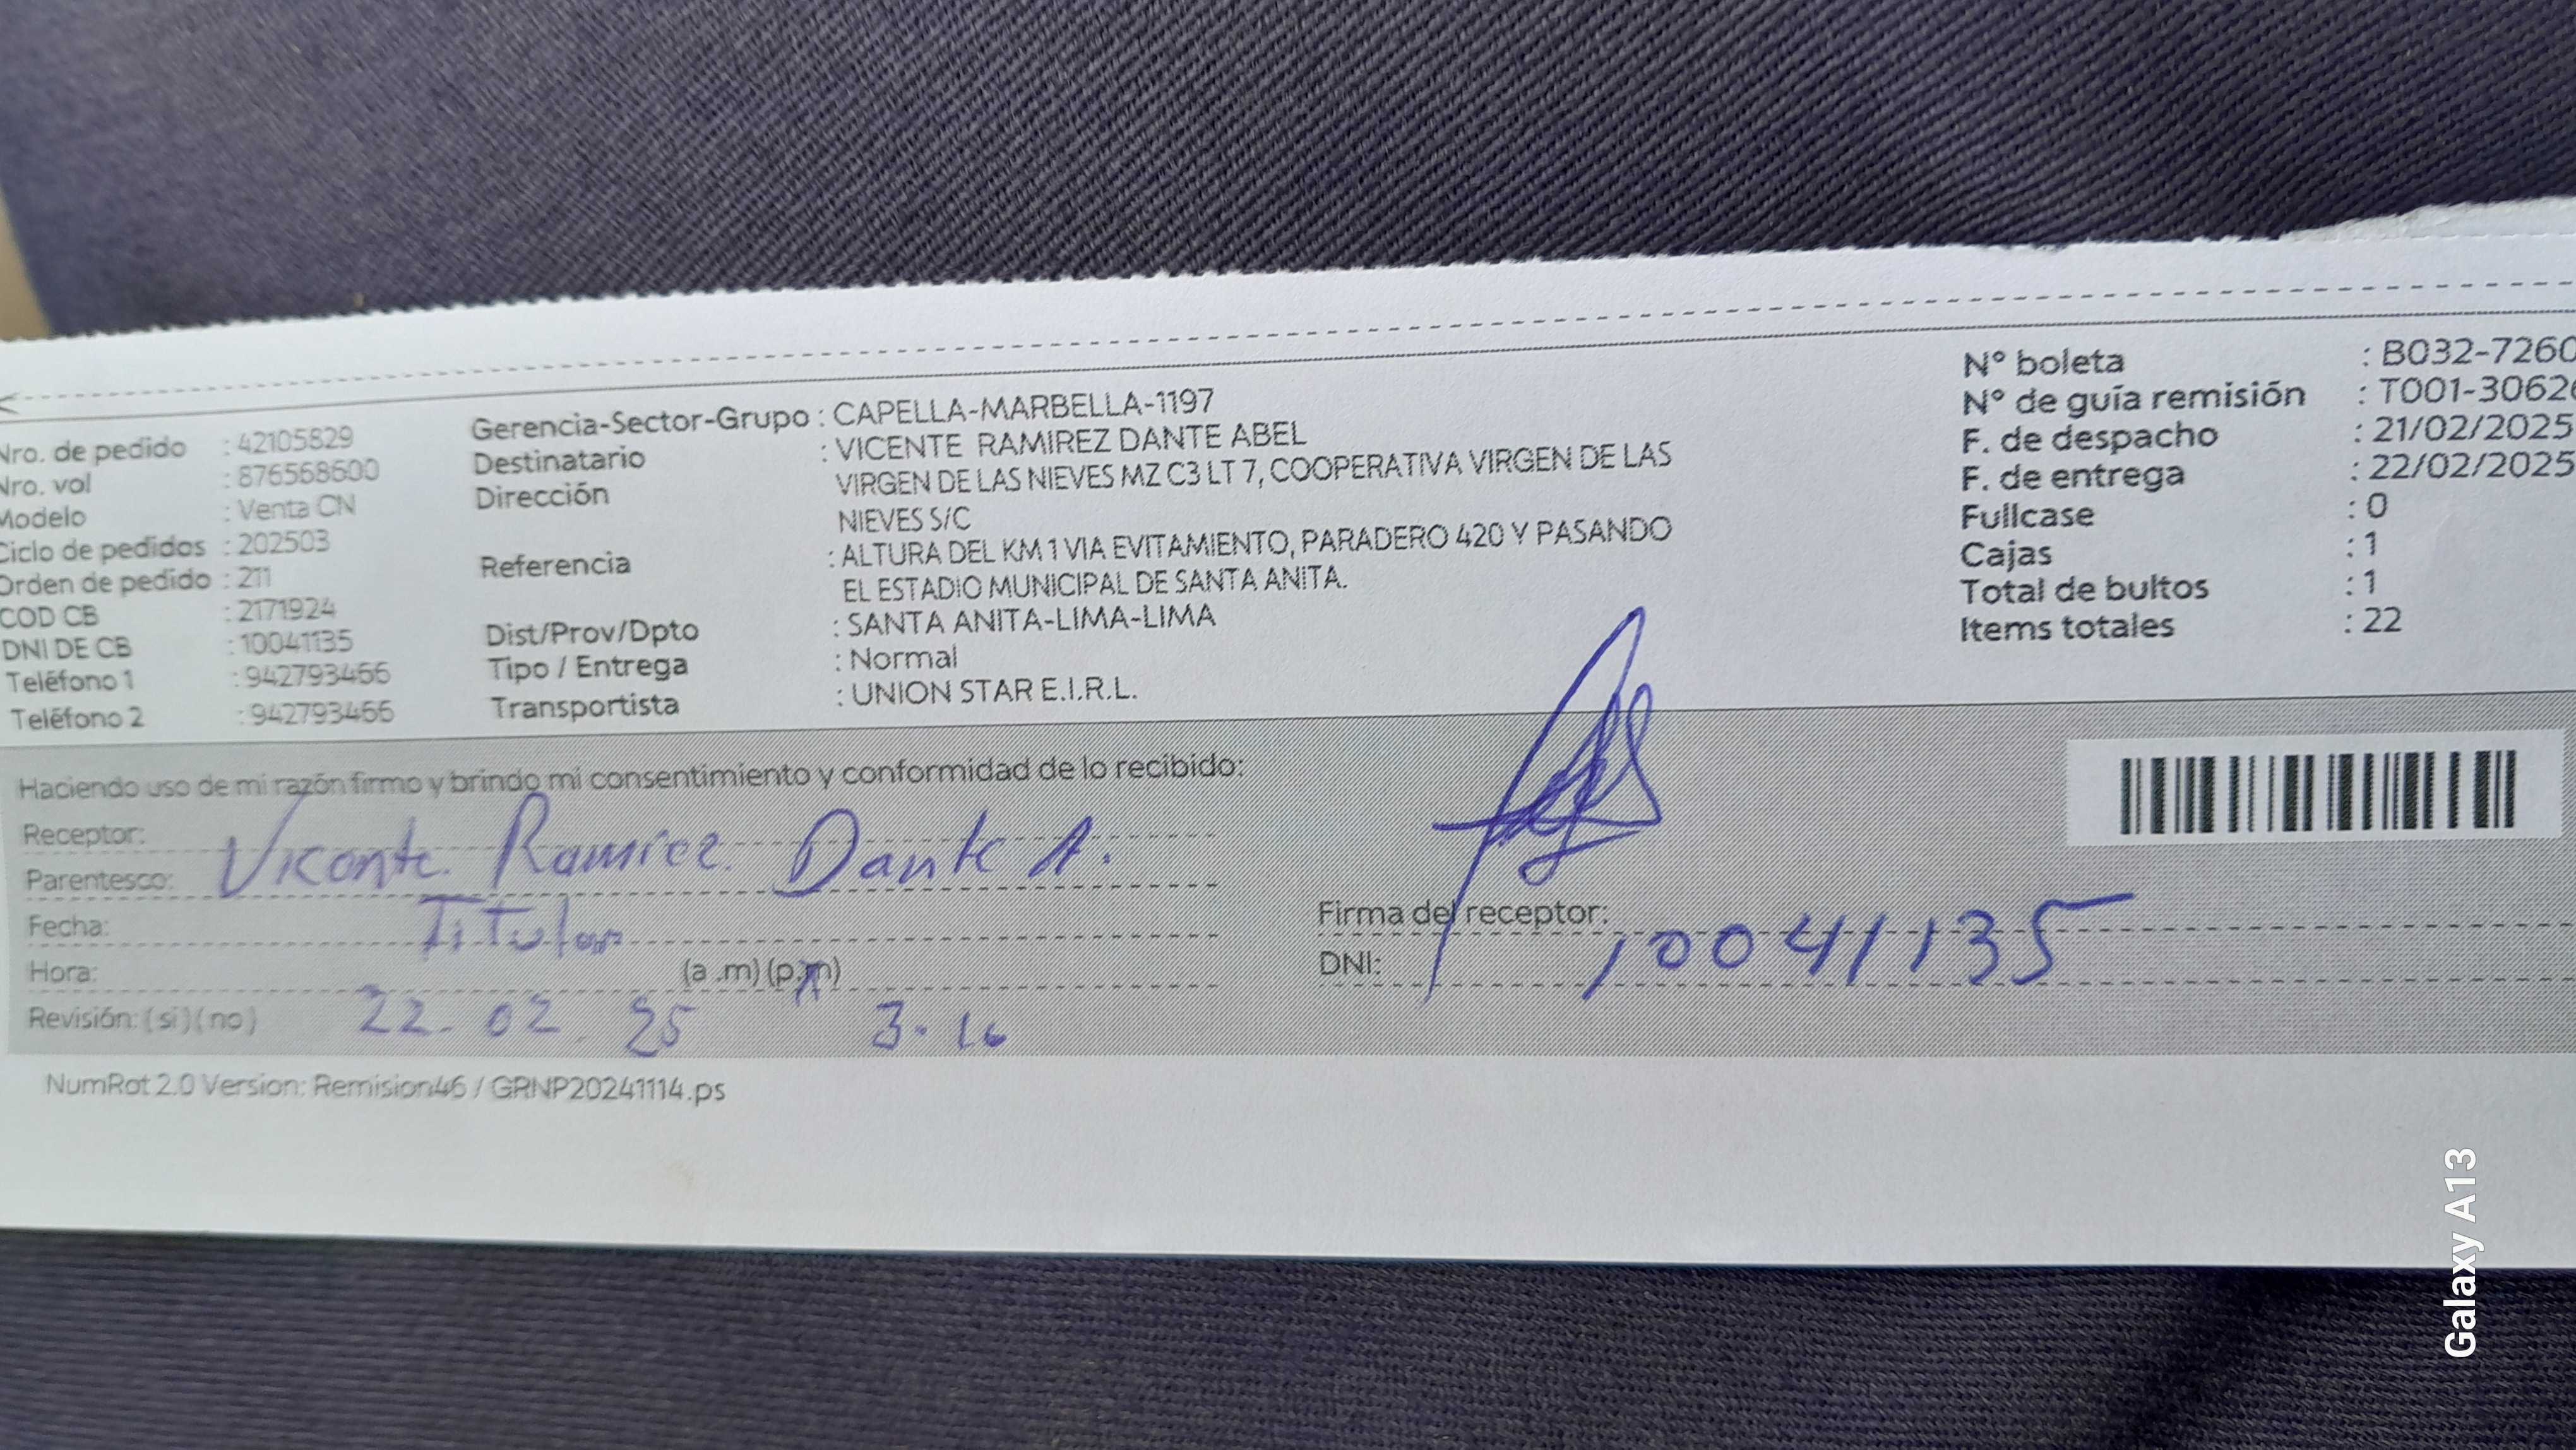 Nro. de pedido : 42105829
Nro. vol : 876568600
Modelo : Venta CN
Ciclo de pedidos : 202503
Orden de pedido : 211
COD CB : 2171924
DNI DE CB : 10041135
Teléfono 1 : 942793466
Teléfono 2 : 942793466
Gerencia-Sector-Grupo : CAPELLA-MARBELLA-1197
Destinatario : VICENTE RAMIREZ DANTE ABEL
Dirección VIRGEN DE LAS NIEVES MZ C3 LT 7, COOPERATIVA VIRGEN DE LAS
NIEVES S/C
Referencia : ALTURA DEL KM 1 VIA EVITAMIENTO, PARADERO 420 Y PASANDO
EL ESTADIO MUNICIPAL DE SANTA ANITA.
Dist/Prov/Dpto : SANTA ANITA-LIMA-LIMA
Tipo / Entrega : Normal
Transportista : UNION STAR E.I.R.L.
N° boleta : B032-7260
N° de guía remisión : T001-30626
F. de despacho : 21/02/2025
F. de entrega : 22/02/2025
Fullcase : 0
Cajas : 1
Total de bultos : 1
Items totales : 22
Haciendo uso de mi razón firmo y brindo mi consentimiento y conformidad de lo recibido:
Receptor:
Parentesco: Vicente Ramirez Dante A.
Fecha: Titular
Hora: (a .m) (p.m)
Revisión: (si) (no) 22-02 25 3.16
Firma del receptor:
DNI: 10041135
NumRot 2.0 Version: Remision46 / GRNP20241114.ps
Galaxy A13